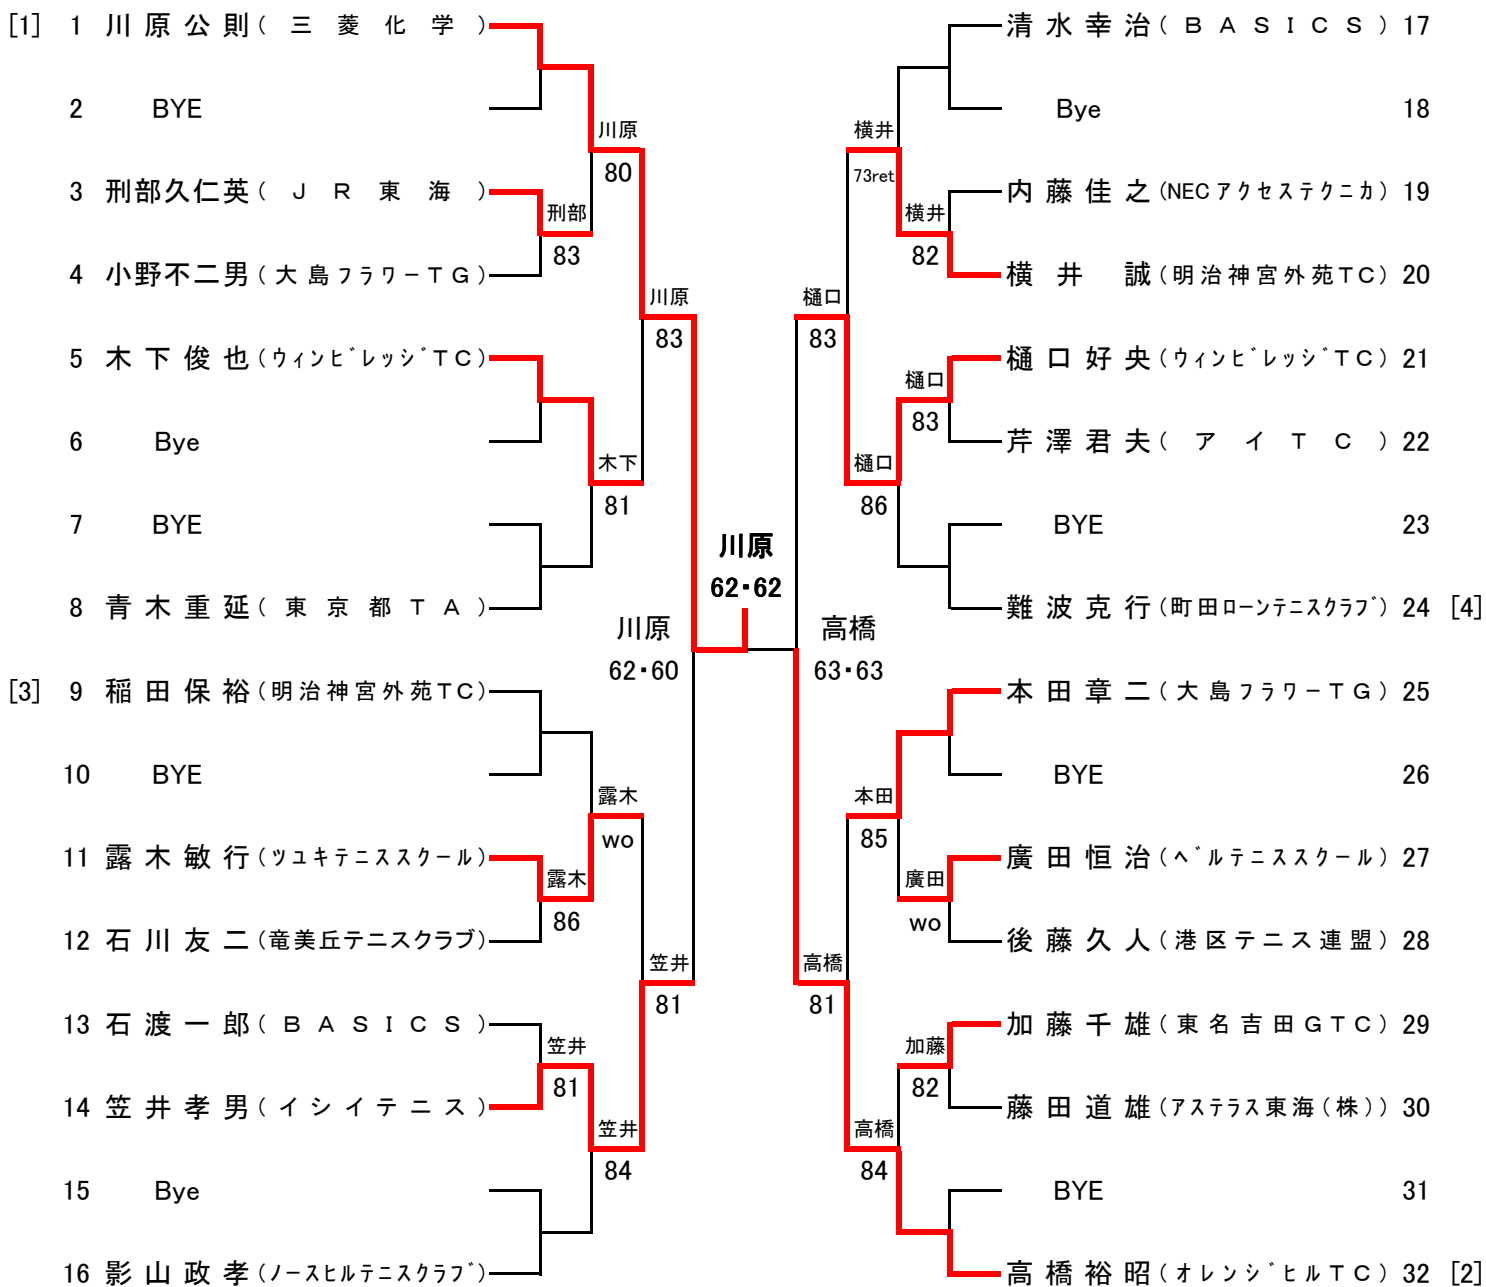 [1] 1 川原公則(三菱化学)
2 BYE
川原
80
3 刑部久仁英(JR東海)
刑部
83
4 小野不二男(大島フラワーTG)
川原
83
5 木下俊也(ウィンビレッジTC)
6 Bye
木下
81
7 BYE
8 青木重延(東京都TA)
川原
62・60
[3] 9 稲田保裕(明治神宮外苑TC)
10 BYE
露木
wo
11 露木敏行(ツユキテニススクール)
露木
86
12 石川友二(竜美丘テニスクラブ)
笠井
81
13 石渡一郎(BASICS)
笠井
81
14 笠井孝男(イシイテニス)
笠井
84
15 Bye
16 影山政孝(ノースヒルテニスクラブ)
川原
62・62
清水幸治(BASICS) 17
Bye 18
横井
73ret
内藤佳之(NECアクセステクニカ) 19
横井
82
横井誠(明治神宮外苑TC) 20
樋口
83
樋口好央(ウィンビレッジTC) 21
樋口
83
芹澤君夫(アイTC) 22
樋口
86
BYE 23
難波克行(町田ローンテニスクラブ) 24 [4]
高橋
63・63
本田章二(大島フラワーTG) 25
BYE 26
本田
85
廣田恒治(ベルテニススクール) 27
廣田
wo
後藤久人(港区テニス連盟) 28
高橋
81
加藤千雄(東名吉田GTC) 29
加藤
82
藤田道雄(アステラス東海(株)) 30
高橋
84
BYE 31
高橋裕昭(オレンジヒルTC) 32 [2]